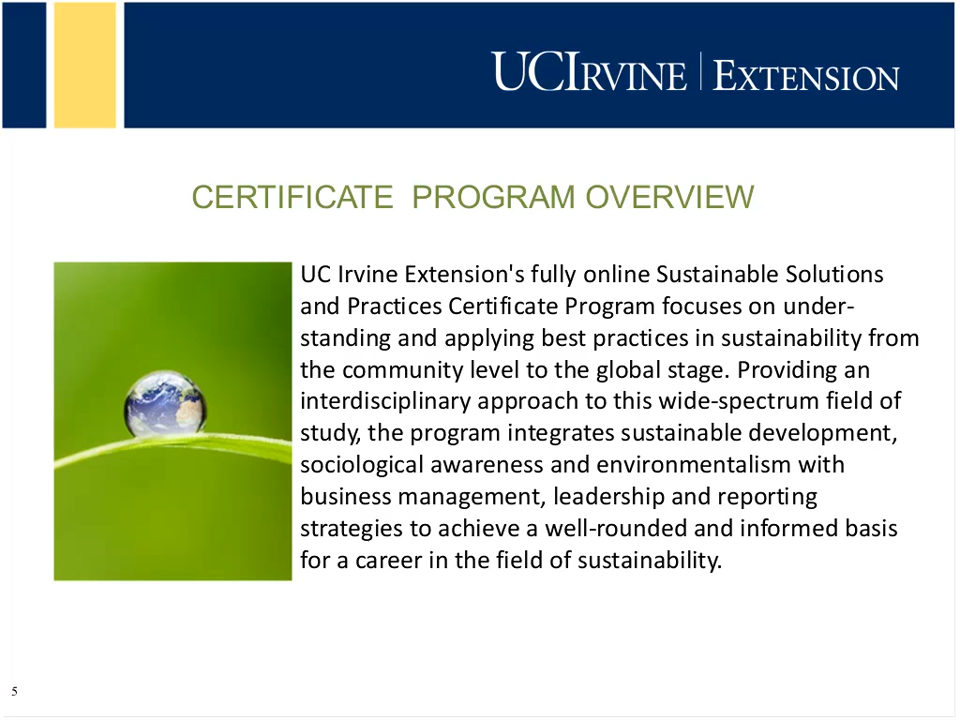 UCIRVINE | EXTENSION
CERTIFICATE PROGRAM OVERVIEW
UC Irvine Extension's fully online Sustainable Solutions
and Practices Certificate Program focuses on under-
standing and applying best practices in sustainability from
the community level to the global stage. Providing an
interdisciplinary approach to this wide-spectrum field of
study, the program integrates sustainable development,
sociological awareness and environmentalism with
business management, leadership and reporting
strategies to achieve a well-rounded and informed basis
for a career in the field of sustainability.
5